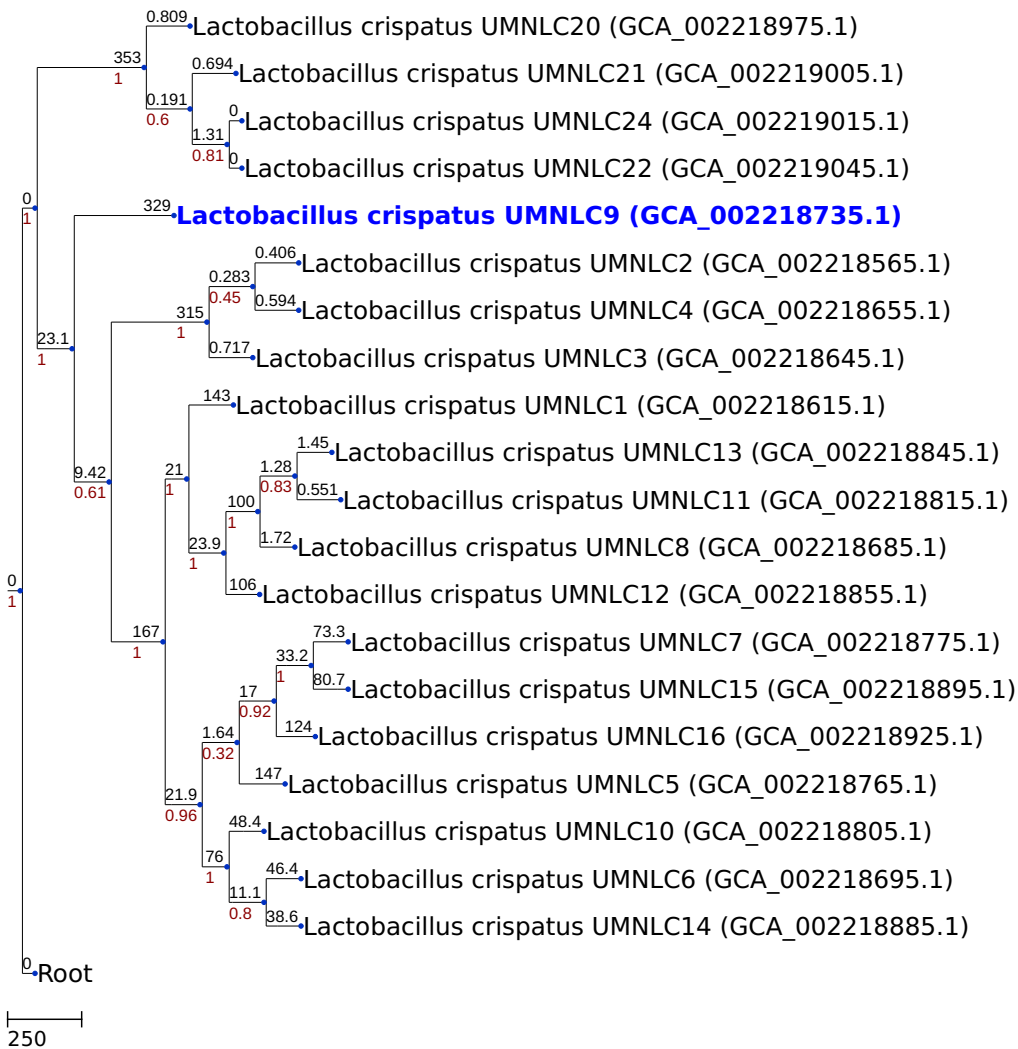 0.809
Lactobacillus crispatus UMNLC20 (GCA_002218975.1)
353
1
0.694
Lactobacillus crispatus UMNLC21 (GCA_002219005.1)
0.191
0.6
0
Lactobacillus crispatus UMNLC24 (GCA_002219015.1)
1.31
0.81
0
Lactobacillus crispatus UMNLC22 (GCA_002219045.1)
0
1
329
Lactobacillus crispatus UMNLC9 (GCA_002218735.1)
0.406
Lactobacillus crispatus UMNLC2 (GCA_002218565.1)
0.283
0.45
0.594
Lactobacillus crispatus UMNLC4 (GCA_002218655.1)
315
1
23.1
1
0.717
Lactobacillus crispatus UMNLC3 (GCA_002218645.1)
143
Lactobacillus crispatus UMNLC1 (GCA_002218615.1)
1.45
Lactobacillus crispatus UMNLC13 (GCA_002218845.1)
9.42
0.61
21
1
1.28
0.83
0.551
Lactobacillus crispatus UMNLC11 (GCA_002218815.1)
100
1
1.72
Lactobacillus crispatus UMNLC8 (GCA_002218685.1)
23.9
1
106
Lactobacillus crispatus UMNLC12 (GCA_002218855.1)
0
1
167
1
73.3
Lactobacillus crispatus UMNLC7 (GCA_002218775.1)
33.2
1
80.7
Lactobacillus crispatus UMNLC15 (GCA_002218895.1)
17
0.92
124
Lactobacillus crispatus UMNLC16 (GCA_002218925.1)
1.64
0.32
147
Lactobacillus crispatus UMNLC5 (GCA_002218765.1)
21.9
0.96
48.4
Lactobacillus crispatus UMNLC10 (GCA_002218805.1)
76
1
46.4
Lactobacillus crispatus UMNLC6 (GCA_002218695.1)
11.1
0.8
38.6
Lactobacillus crispatus UMNLC14 (GCA_002218885.1)
0
Root
250